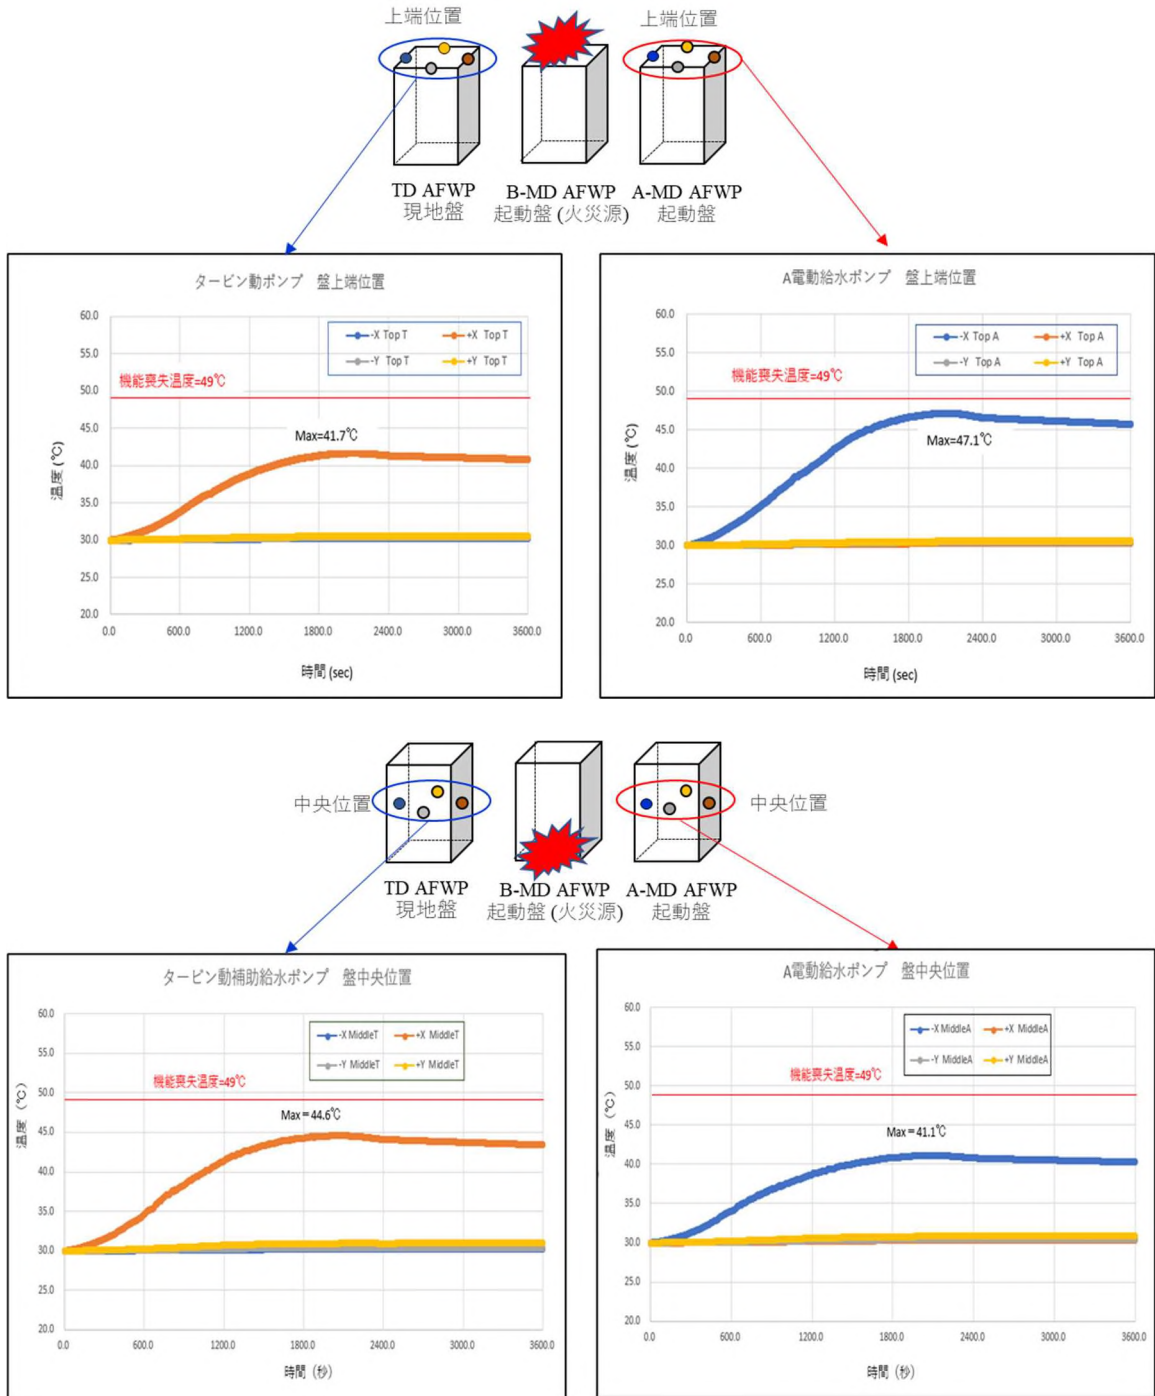 上端位置
上端位置
TD AFWP
現地盤
B-MD AFWP
起動盤 (火災源)
A-MD AFWP
起動盤
タービン動ポンプ 盤上端位置
60.0
55.0
50.0
45.0
40.0
35.0
30.0
25.0
20.0
温度 (℃)
-X Top T
+X Top T
-Y Top T
+Y Top T
機能喪失温度=49℃
Max=41.7℃
0.0 600.0 1200.0 1800.0 2400.0 3000.0 3600.0
時間 (sec)
A電動給水ポンプ 盤上端位置
60.0
55.0
50.0
45.0
40.0
35.0
30.0
25.0
20.0
温度 (℃)
-X Top A
+X Top A
-Y Top A
+Y Top A
機能喪失温度=49℃
Max=47.1℃
0.0 600.0 1200.0 1800.0 2400.0 3000.0 3600.0
時間 (sec)
中央位置
中央位置
TD AFWP
現地盤
B-MD AFWP
起動盤 (火災源)
A-MD AFWP
起動盤
タービン動補助給水ポンプ 盤中央位置
60.0
55.0
50.0
45.0
40.0
35.0
30.0
25.0
20.0
温度 (℃)
-X MiddleT
+X MiddleT
-Y MiddleT
+Y MiddleT
機能喪失温度=49℃
Max=44.6℃
0.0 600.0 1200.0 1800.0 2400.0 3000.0 3600.0
時間 (秒)
A電動給水ポンプ 盤中央位置
60.0
55.0
50.0
45.0
40.0
35.0
30.0
25.0
20.0
温度 (℃)
-X MiddleA
+X MiddleA
-Y MiddleA
+Y MiddleA
機能喪失温度=49℃
Max=41.1℃
0.0 600.0 1200.0 1800.0 2400.0 3000.0 3600.0
時間 (秒)